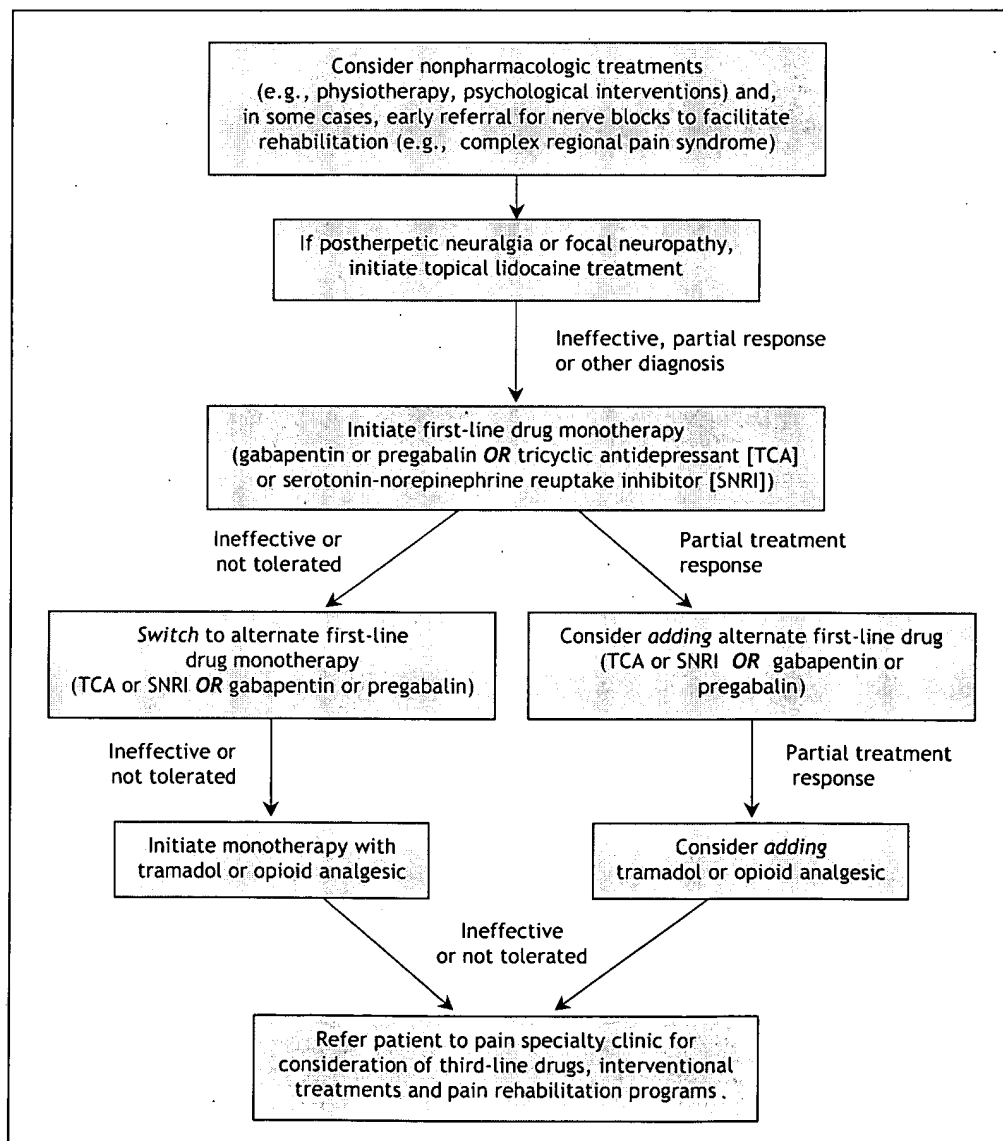 Consider nonpharmacologic treatments
(e.g., physiotherapy, psychological interventions) and,
in some cases, early referral for nerve blocks to facilitate
rehabilitation (e.g., complex regional pain syndrome)
If postherpetic neuralgia or focal neuropathy,
initiate topical lidocaine treatment
Ineffective, partial response
or other diagnosis
Initiate first-line drug monotherapy
(gabapentin or pregabalin OR tricyclic antidepressant [TCA]
or serotonin-norepinephrine reuptake inhibitor [SNRI])
Ineffective or
not tolerated
Partial treatment
response
Switch to alternate first-line
drug monotherapy
(TCA or SNRI OR gabapentin or pregabalin)
Consider adding alternate first-line drug
(TCA or SNRI OR gabapentin or
pregabalin)
Ineffective or
not tolerated
Partial treatment
response
Initiate monotherapy with
tramadol or opioid analgesic
Consider adding
tramadol or opioid analgesic
Ineffective
or not tolerated
Refer patient to pain specialty clinic for
consideration of third-line drugs, interventional
treatments and pain rehabilitation programs.